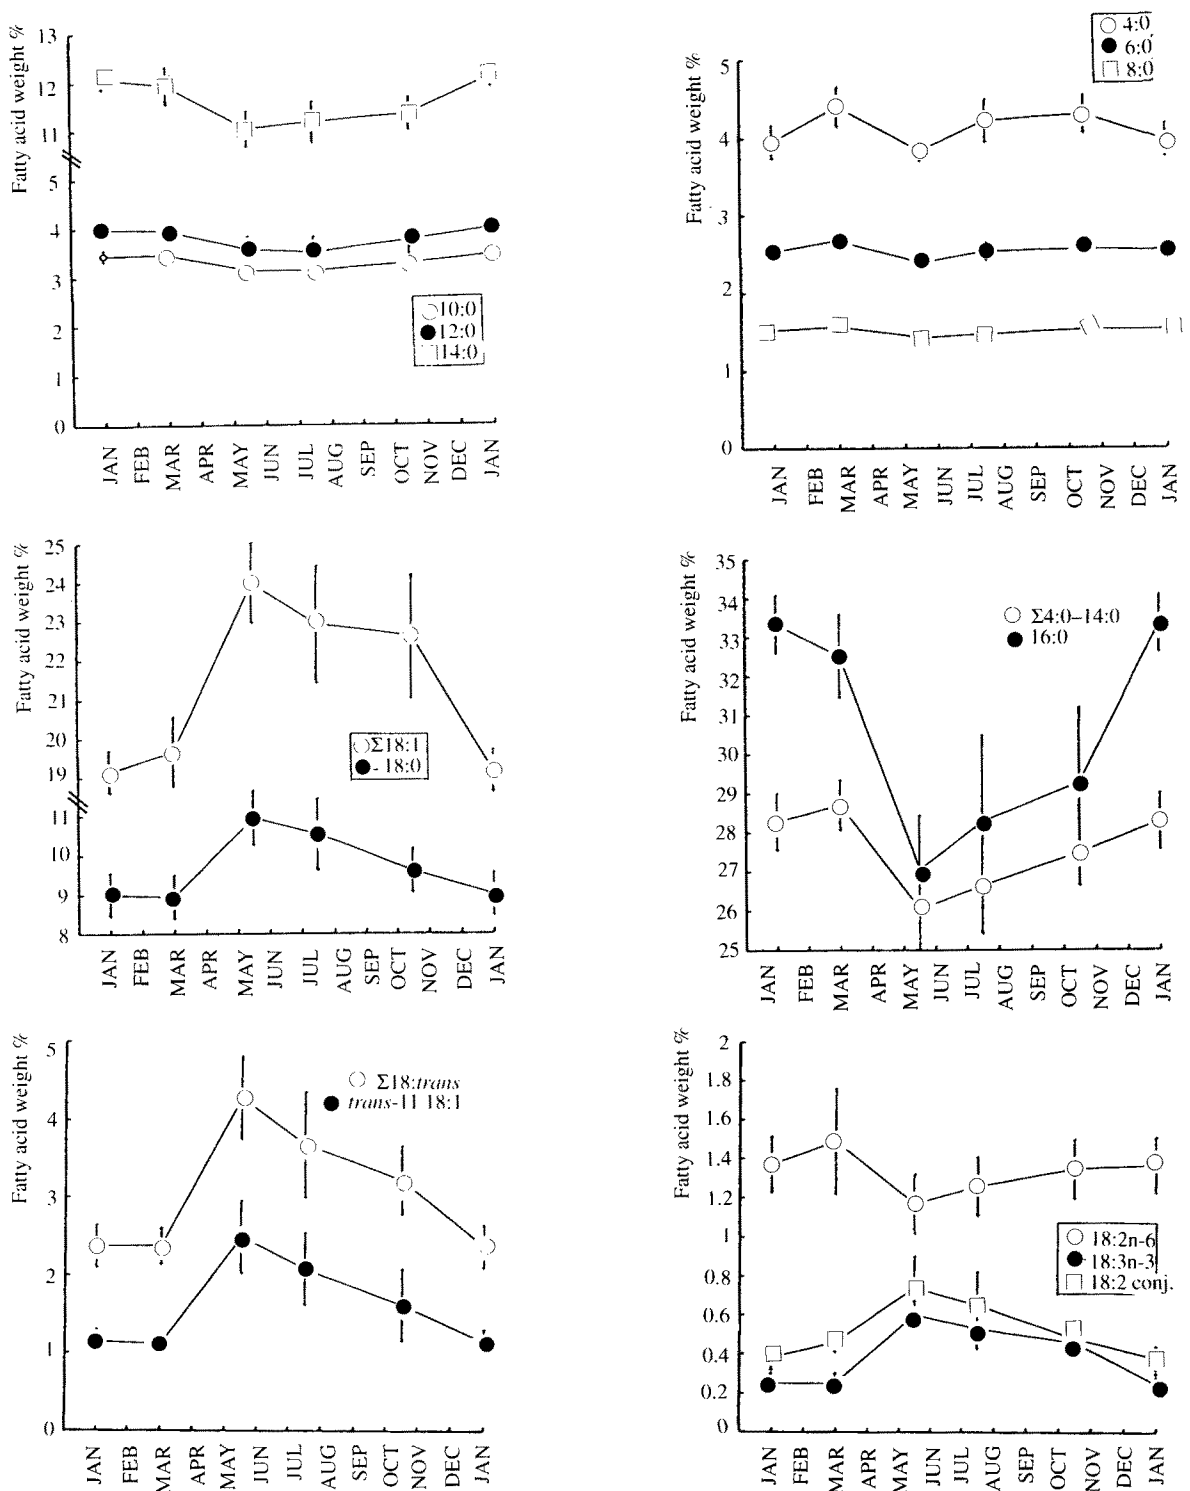 Fatty acid weight %
13
12
11
5
4
3
2
1
0
10:0
12:0
14:0
JAN
FEB
MAR
APR
MAY
JUN
JUL
AUG
SEP
OCT
NOV
DEC
JAN
4:0
6:0
8:0
Fatty acid weight %
5
4
3
2
1
0
JAN
FEB
MAR
APR
MAY
JUN
JUL
AUG
SEP
OCT
NOV
DEC
JAN
Fatty acid weight %
25
24
23
22
21
20
19
11
10
9
8
Σ18:1
18:0
JAN
FEB
MAR
APR
MAY
JUN
JUL
AUG
SEP
OCT
NOV
DEC
JAN
Fatty acid weight %
35
34
33
32
31
30
29
28
27
26
25
Σ4:0–14:0
16:0
JAN
FEB
MAR
APR
MAY
JUN
JUL
AUG
SEP
OCT
NOV
DEC
JAN
Fatty acid weight %
5
4
3
2
1
0
Σ18:trans
trans-11 18:1
JAN
FEB
MAR
APR
MAY
JUN
JUL
AUG
SEP
OCT
NOV
DEC
JAN
Fatty acid weight %
2
1.8
1.6
1.4
1.2
1
0.8
0.6
0.4
0.2
0
18:2n-6
18:3n-3
18:2 conj.
JAN
FEB
MAR
APR
MAY
JUN
JUL
AUG
SEP
OCT
NOV
DEC
JAN